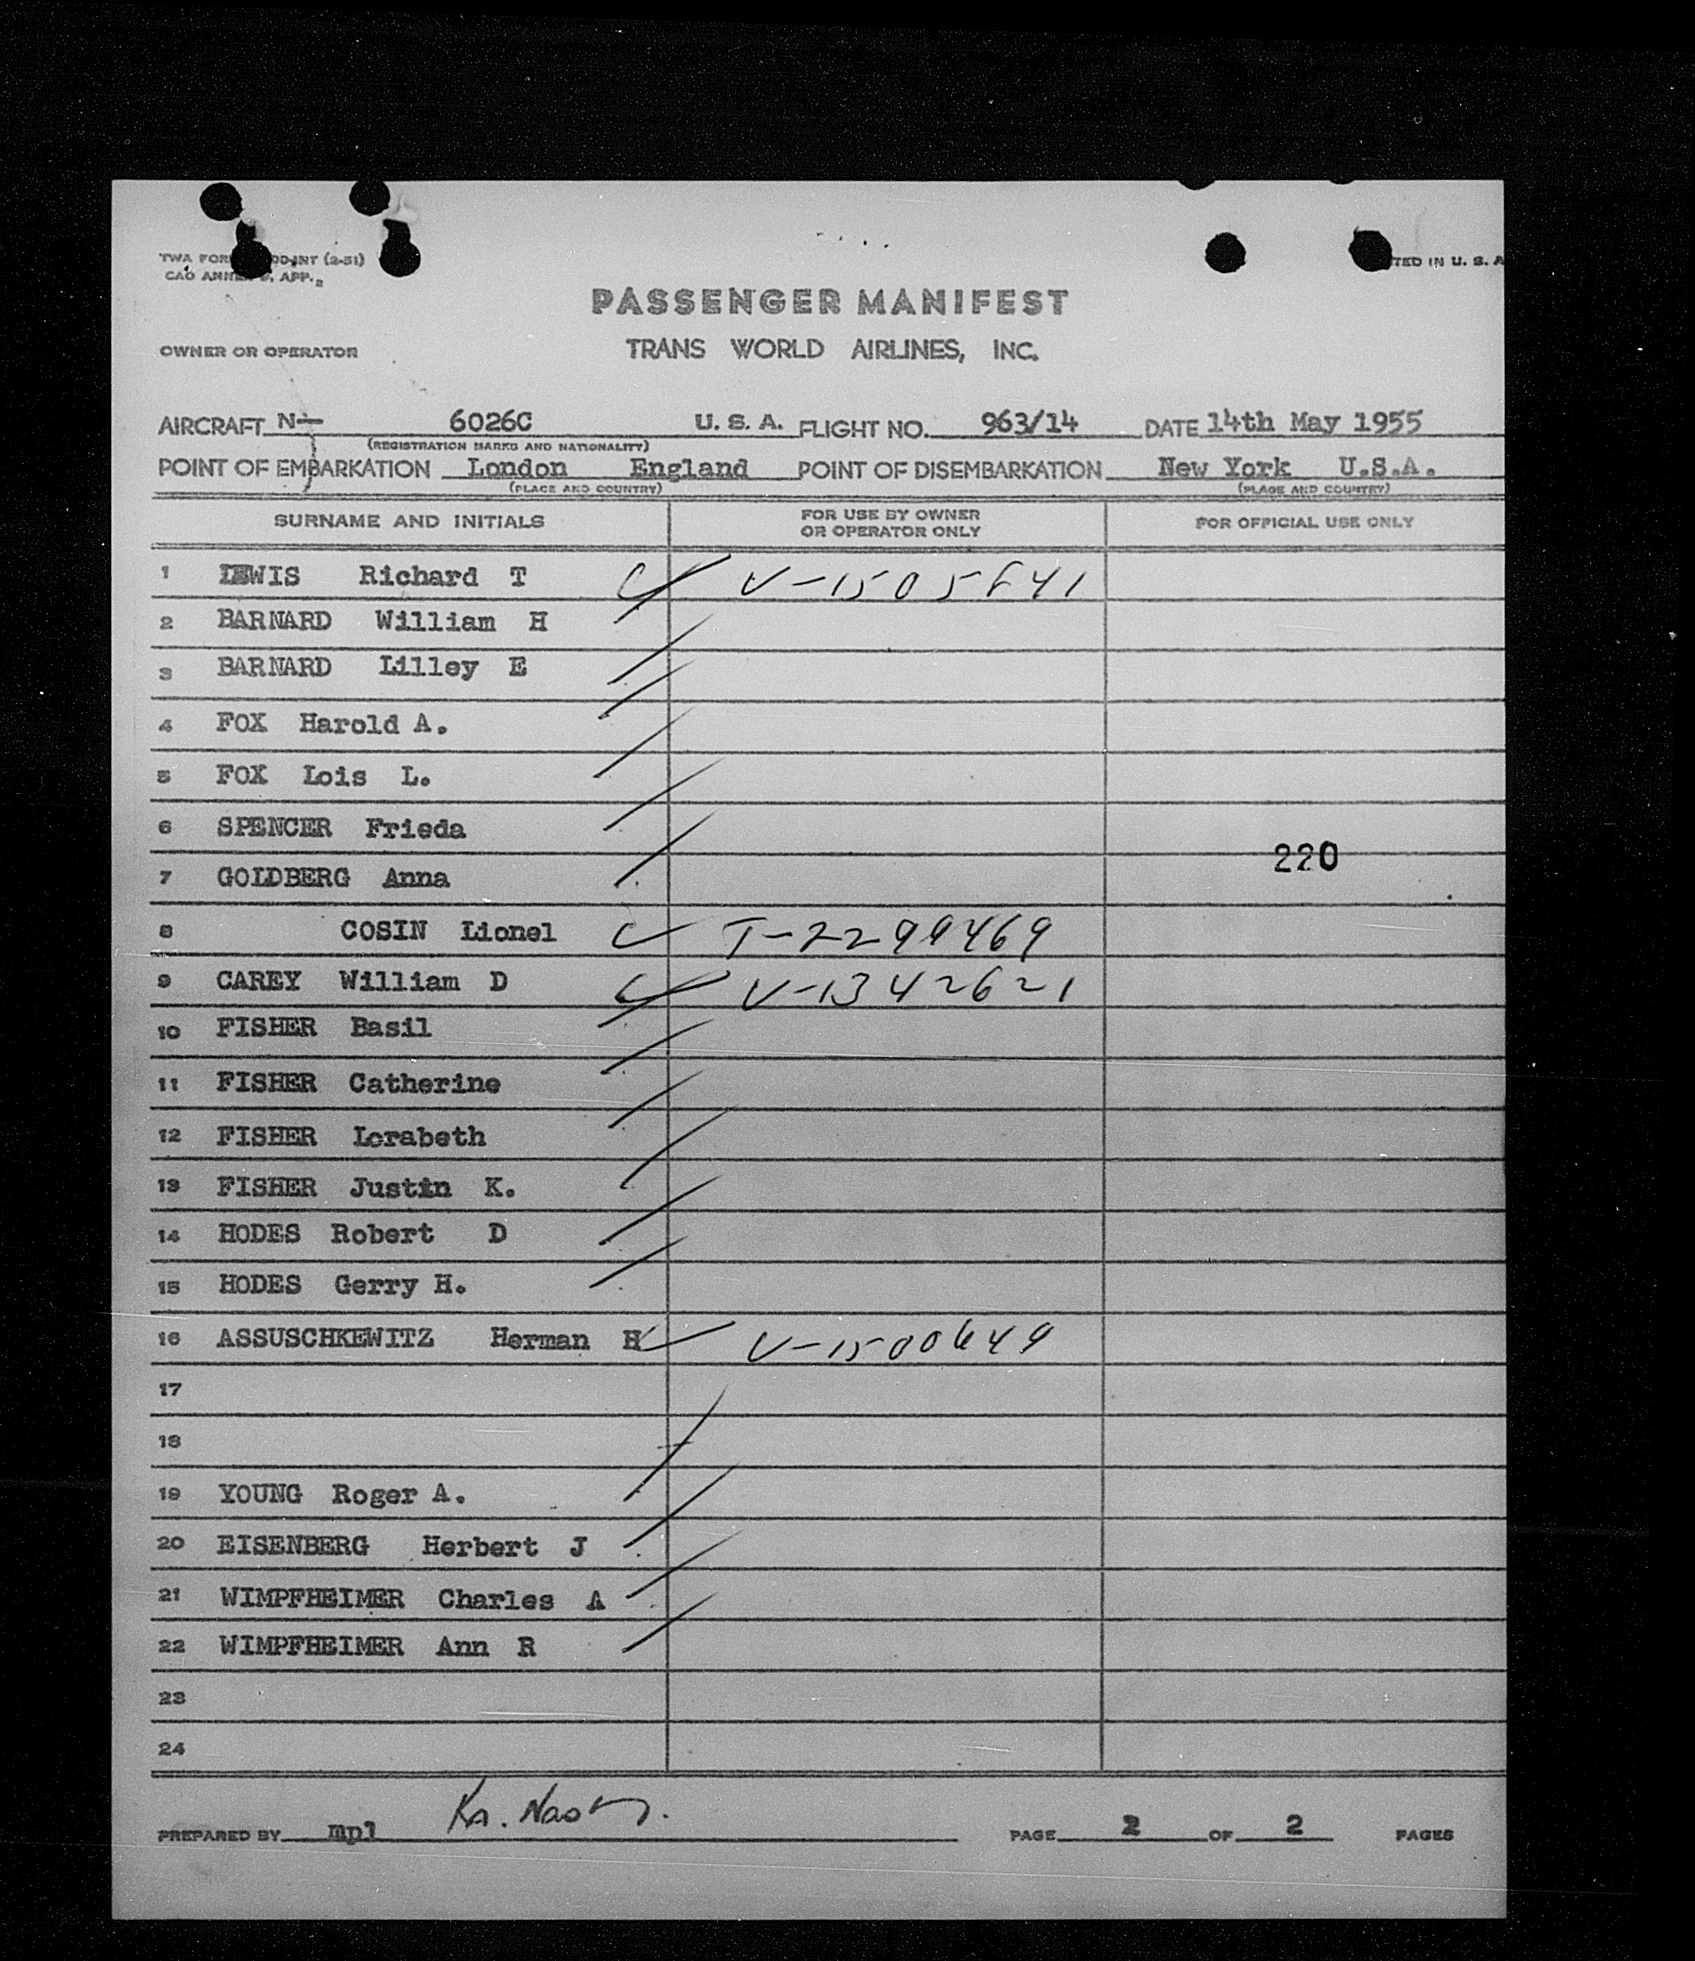 TWA FOR
(2-51)
CAO ANNEX 9, APP. 2
TED IN U. S. A
PASSENGER MANIFEST
OWNER OR OPERATOR TRANS WORLD AIRLINES, INC.
AIRCRAFT N- 6026C U. S. A. FLIGHT NO. 963/14 DATE 14th May 1955
(REGISTRATION MARKS AND NATIONALITY)
POINT OF EMBARKATION London England POINT OF DISEMBARKATION New York U.S.A.
(PLACE AND COUNTRY) (PLACE AND COUNTRY)
SURNAME AND INITIALS FOR USE BY OWNER OR OPERATOR ONLY FOR OFFICIAL USE ONLY
1 LEWIS Richard T V-1505641
2 BARNARD William H
3 BARNARD Lilley E
4 FOX Harold A.
5 FOX Lois L.
6 SPENCER Frieda
220
7 GOLDBERG Anna
8 COSIN Lionel T-2299469
9 CAREY William D V-1342621
10 FISHER Basil
11 FISHER Catherine
12 FISHER Lorabeth
13 FISHER Justin K.
14 HODES Robert D
15 HODES Gerry H.
16 ASSUSCHKEWITZ Herman H V-1500649
17
18
19 YOUNG Roger A.
20 EISENBERG Herbert J
21 WIMPFHEIMER Charles A
22 WIMPFHEIMER Ann R
23
24
PREPARED BY mpl PAGE 2 OF 2 PAGES